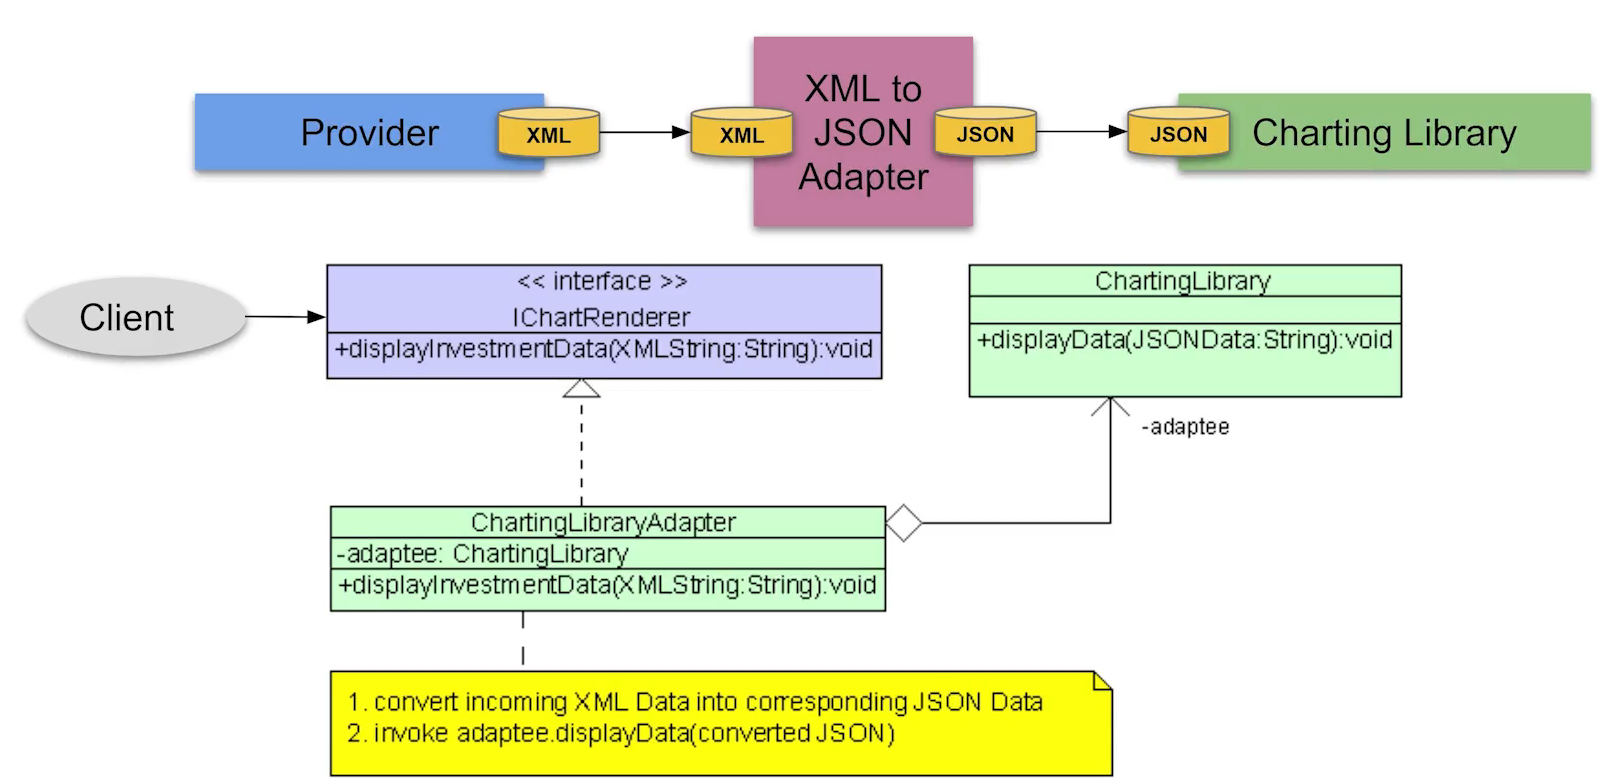 Provider
XML
XML
XML to
JSON
Adapter
JSON
JSON
Charting Library
Client
<< interface >>
IChartRenderer
+displayInvestmentData(XMLString:String):void
ChartingLibrary
+displayData(JSONData:String):void
-adaptee
ChartingLibraryAdapter
-adaptee: ChartingLibrary
+displayInvestmentData(XMLString:String):void
1. convert incoming XML Data into corresponding JSON Data
2. invoke adaptee.displayData(converted JSON)